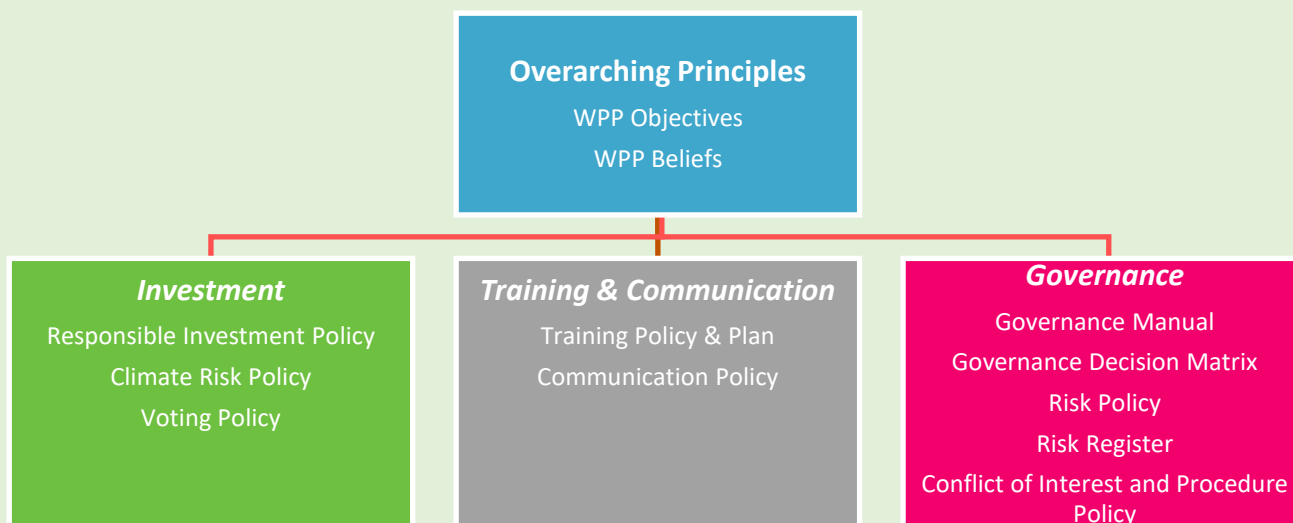 Overarching Principles
WPP Objectives
WPP Beliefs
Investment
Responsible Investment Policy
Climate Risk Policy
Voting Policy
Training & Communication
Training Policy & Plan
Communication Policy
Governance
Governance Manual
Governance Decision Matrix
Risk Policy
Risk Register
Conflict of Interest and Procedure
Policy